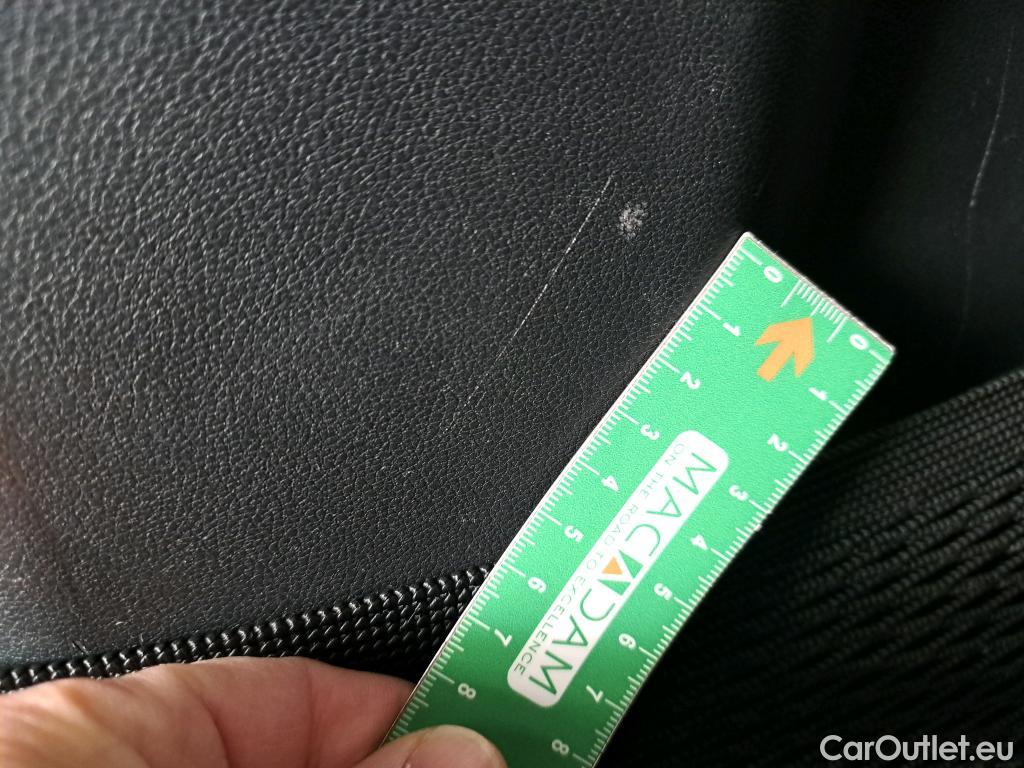 0 1 2 3 4 5 6 7 8
MACADAM
ON THE ROAD TO EXCELLENCE
0 1 2 3 4 5 6 7 8
CarOutlet.eu